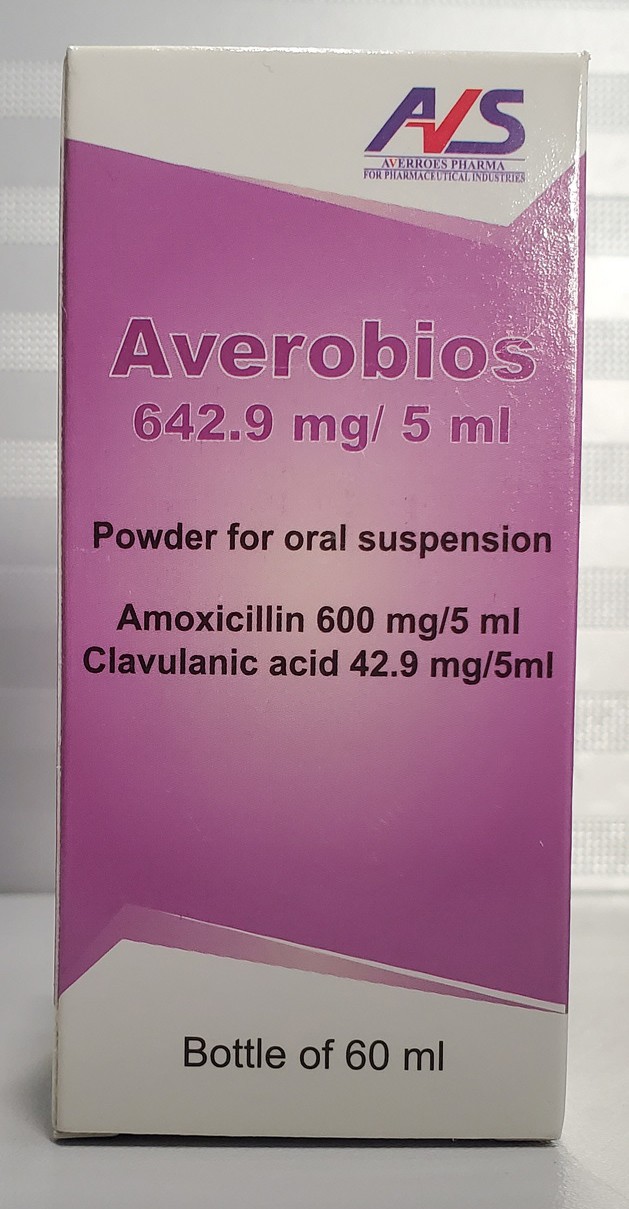 AVS
AVERROES PHARMA
FOR PHARMACEUTICAL INDUSTRIES
Averobios
642.9 mg/ 5 ml
Powder for oral suspension
Amoxicillin 600 mg/5 ml
Clavulanic acid 42.9 mg/5ml
Bottle of 60 ml